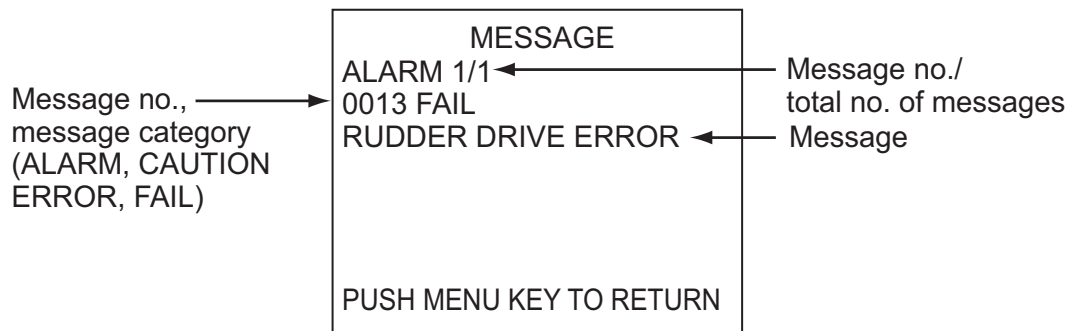 MESSAGE
ALARM 1/1
0013 FAIL
RUDDER DRIVE ERROR
PUSH MENU KEY TO RETURN
Message no.,
message category
(ALARM, CAUTION
ERROR, FAIL)
Message no./
total no. of messages
Message